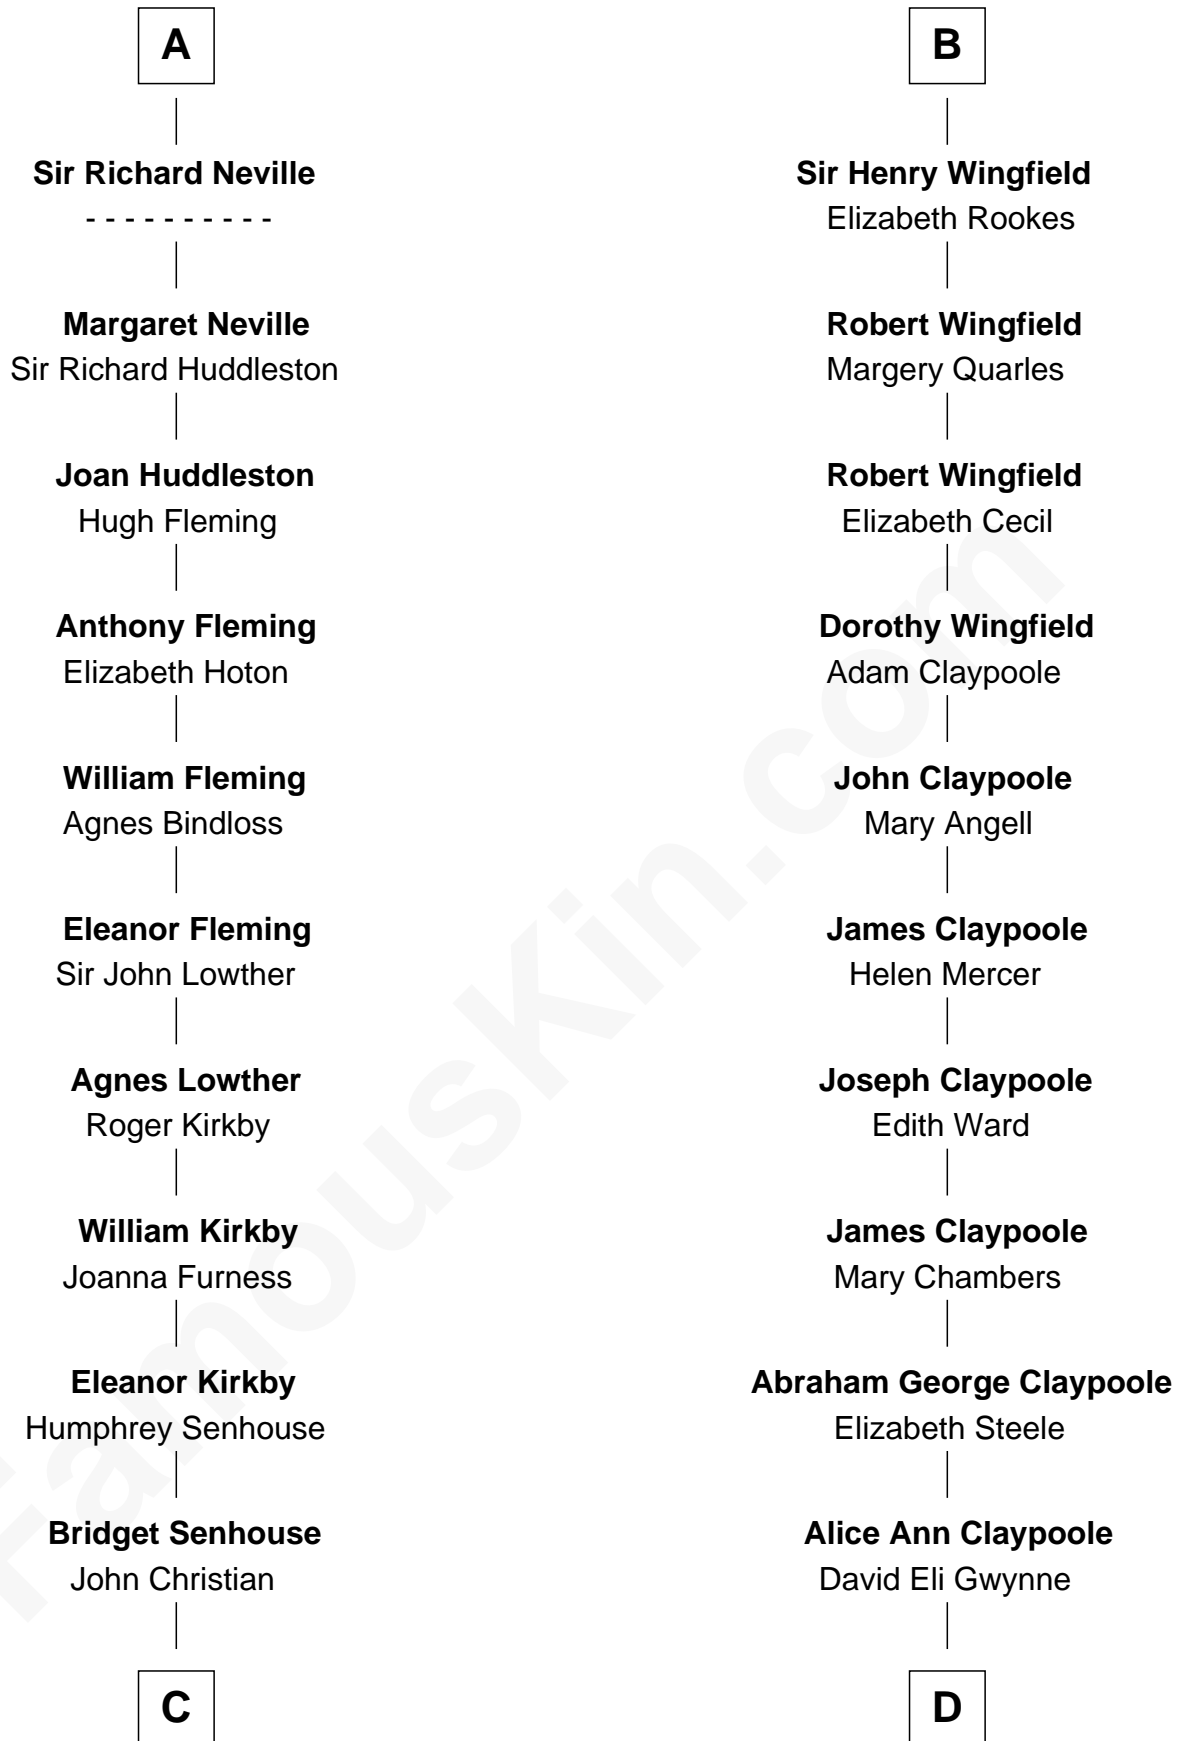 A
Sir Richard Neville
- - - - - - - - - -
Margaret Neville
Sir Richard Huddleston
Joan Huddleston
Hugh Fleming
Anthony Fleming
Elizabeth Hoton
William Fleming
Agnes Bindloss
Eleanor Fleming
Sir John Lowther
Agnes Lowther
Roger Kirkby
William Kirkby
Joanna Furness
Eleanor Kirkby
Humphrey Senhouse
Bridget Senhouse
John Christian
C
B
Sir Henry Wingfield
Elizabeth Rookes
Robert Wingfield
Margery Quarles
Robert Wingfield
Elizabeth Cecil
Dorothy Wingfield
Adam Claypoole
John Claypoole
Mary Angell
James Claypoole
Helen Mercer
Joseph Claypoole
Edith Ward
James Claypoole
Mary Chambers
Abraham George Claypoole
Elizabeth Steele
Alice Ann Claypoole
David Eli Gwynne
D
FamousKin.com